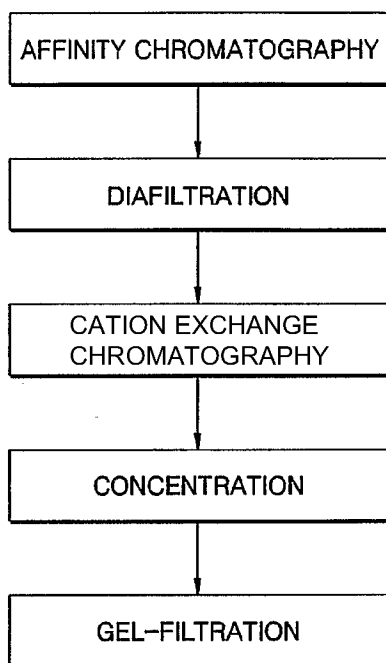 AFFINITY CHROMATOGRAPHY
DIAFILTRATION
CATION EXCHANGE
CHROMATOGRAPHY
CONCENTRATION
GEL-FILTRATION